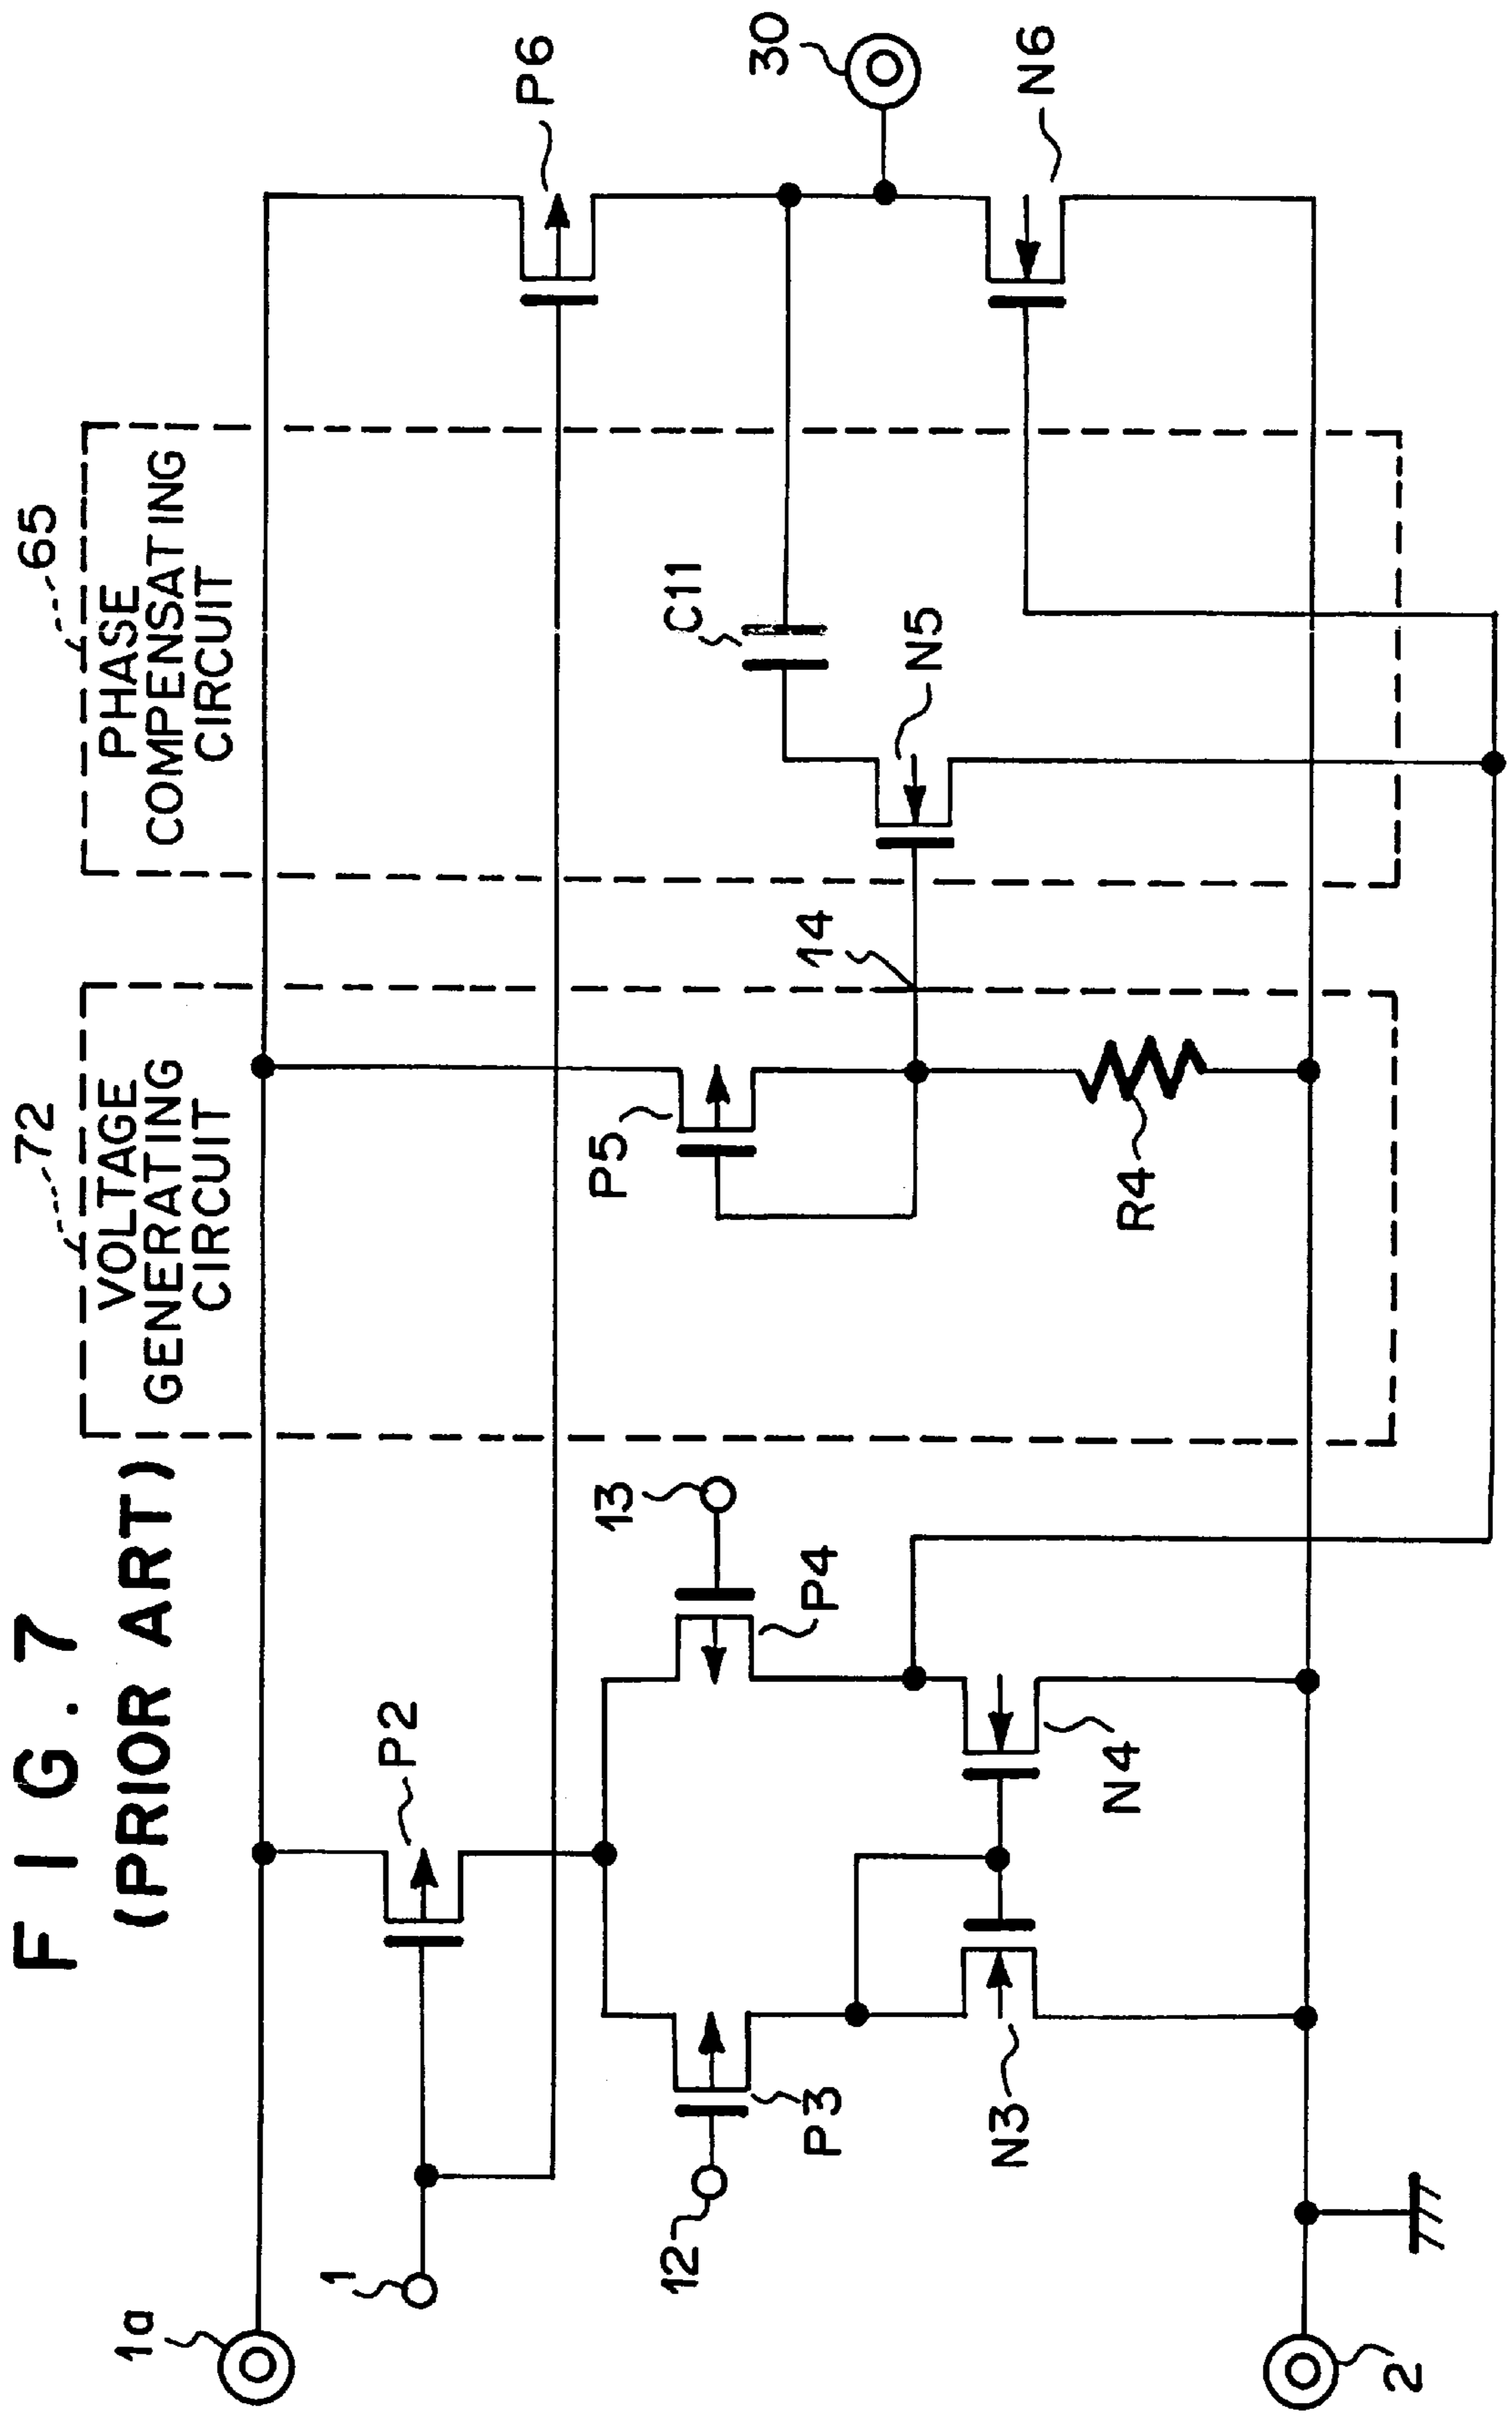 FIG. 7
(PRIOR ART)
72
VOLTAGE
GENERATING
CIRCUIT
65
PHASE
COMPENSATING
CIRCUIT
1a
1
P2
P6
12
P3
13
P4
P5
14
C11
N5
30
N3
N4
R4
N6
2